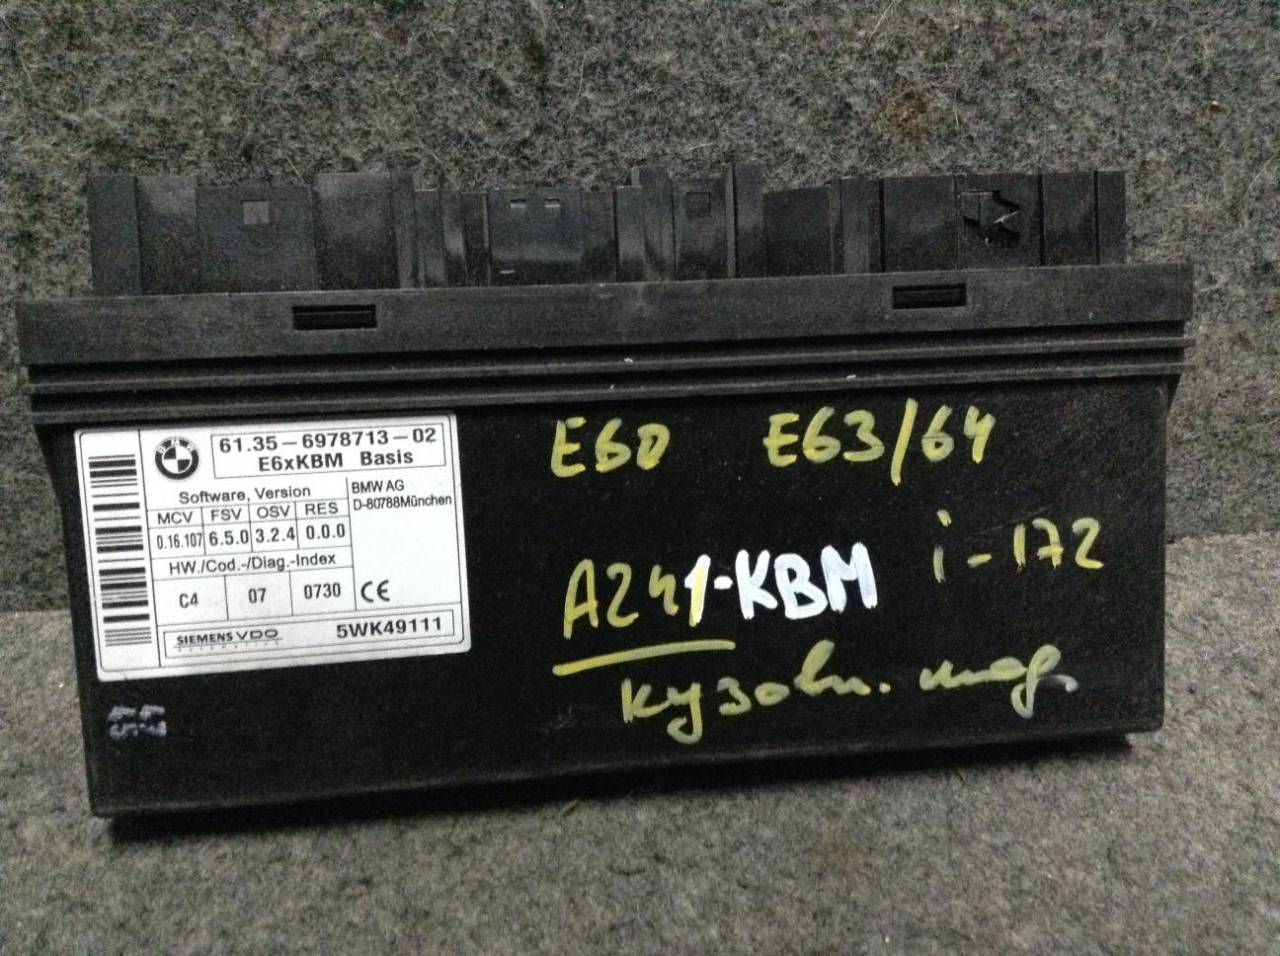 BMW
61.35-6978713-02
E6xKBM Basis
Software, Version
MCV FSV OSV RES
0.16.107 6.5.0 3.2.4 0.0.0
HW./Cod.-/Diag.-Index
C4 07 0730
BMW AG
D-80788München
CE
SIEMENS VDO
AUTOMOTIVE
5WK49111
E60 E63/64
A241-KBM i-172
кузовн. мод.